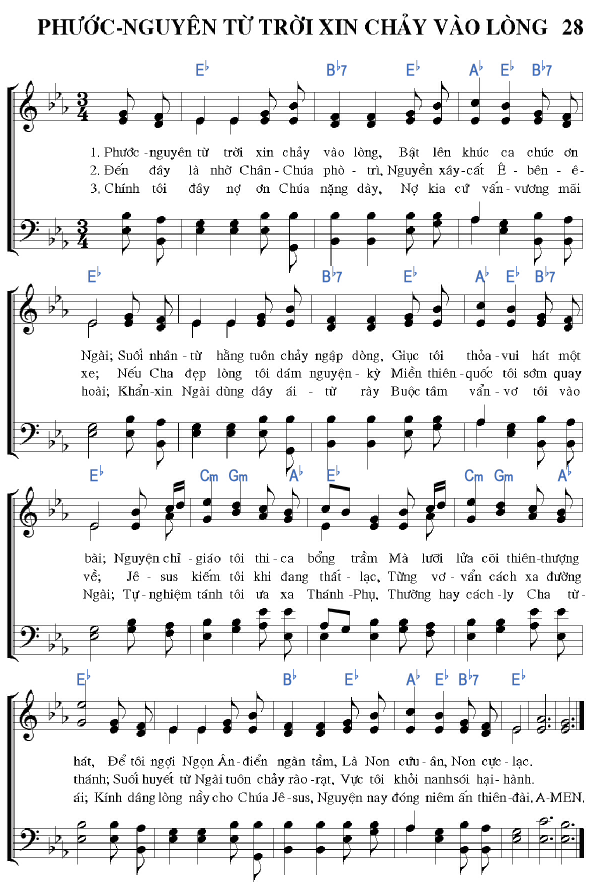 PHƯỚC-NGUYÊN TỪ TRỜI XIN CHẢY VÀO LÒNG 28
E♭ B♭7 E♭ A♭ E♭ B♭7
1. Phước-nguyên từ trời xin chảy vào lòng, Bật lên khúc ca chúc ơn
2. Đến đây là nhờ Chân-Chúa phò-trì, Nguyền xây-cất Ê-bên-ê-
3. Chính tôi đầy nợ ơn Chúa nặng dày, Nợ kia cứ vấn-vương mãi
E♭ B♭7 E♭ A♭ E♭ B♭7
Ngài; Suối nhân-từ hằng tuôn chảy ngập dòng, Giục tôi thỏa-vui hát một
xe; Nếu Cha đẹp lòng tôi dám nguyện-kỳ Miền thiên-quốc tôi sớm quay
hoài; Khẩn-xin Ngài dùng dây ái-từ rày Buộc tâm vẩn-vơ tôi vào
E♭ Cm Gm A♭ E♭ Cm Gm A♭
bài; Nguyện chỉ-giáo tôi thi-ca bổng trầm Mà lưỡi lửa cõi thiên-thượng
về; Jê-sus kiếm tôi khi đang thất-lạc, Từng vơ-vẩn cách xa đường
Ngài; Tự-nghiệm tánh tôi ưa xa Thánh-Phụ, Thường hay cách-ly Cha từ-
E♭ B♭ E♭ A♭ E♭ B♭7 E♭
hát, Để tôi ngợi Ngọn Ân-điển ngàn tầm, Là Non cứu-ân, Non cực-lạc.
thánh; Suối huyết từ Ngài tuôn chảy rào-rạt, Vực tôi khỏi nanh sói hại-hành.
ái; Kính dâng lòng nầy cho Chúa Jê-sus, Nguyện nay đóng niêm ấn thiên-đài, A-MEN.